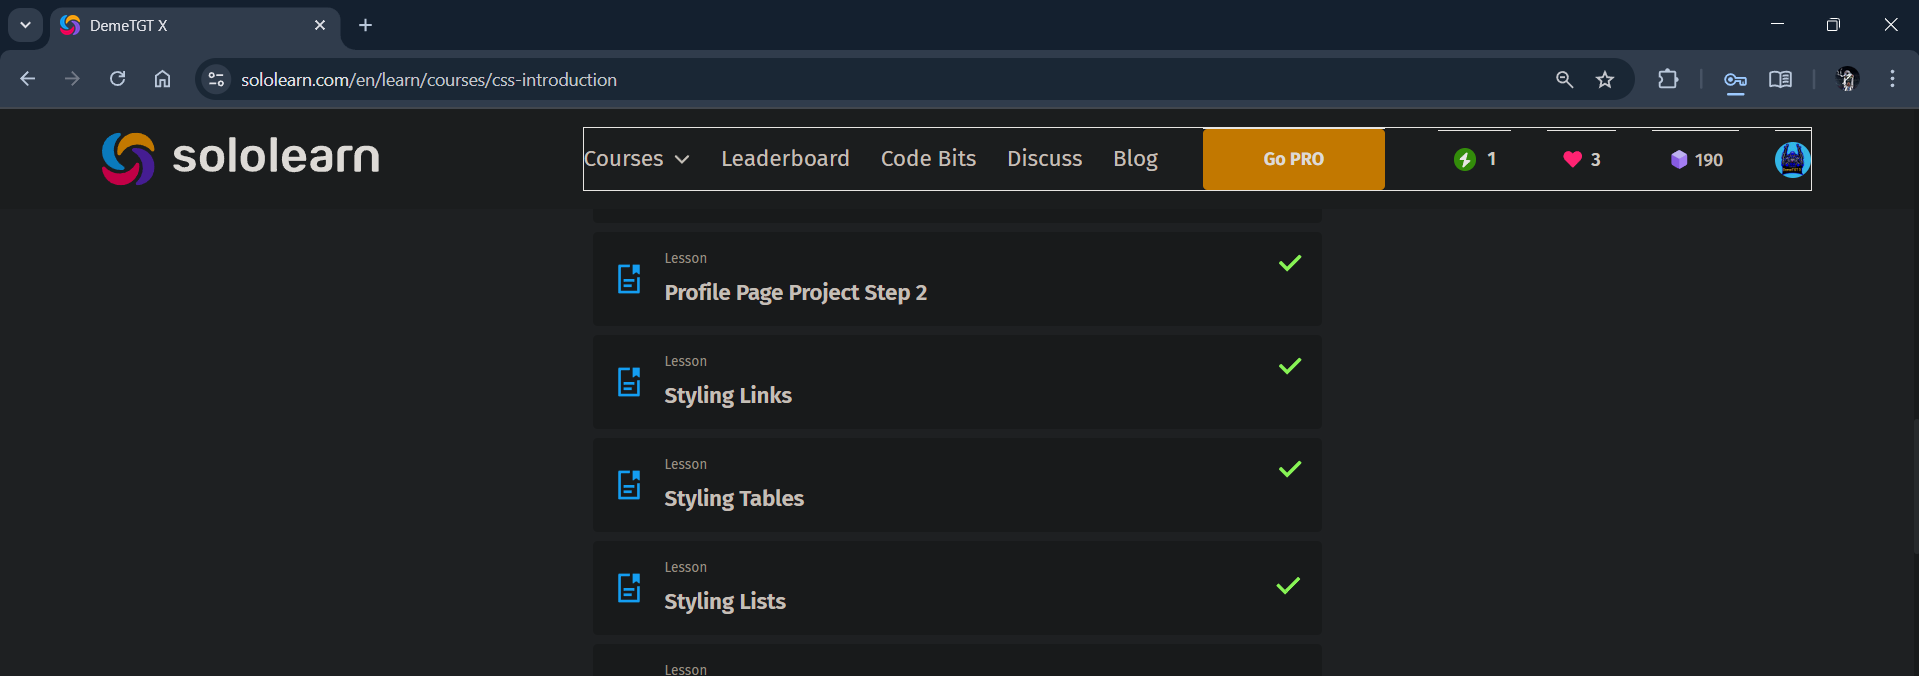 DemeTGT X
sololearn.com/en/learn/courses/css-introduction
sololearn
Courses Leaderboard Code Bits Discuss Blog Go PRO 1 3 190
Lesson
Profile Page Project Step 2
Lesson
Styling Links
Lesson
Styling Tables
Lesson
Styling Lists
Lesson